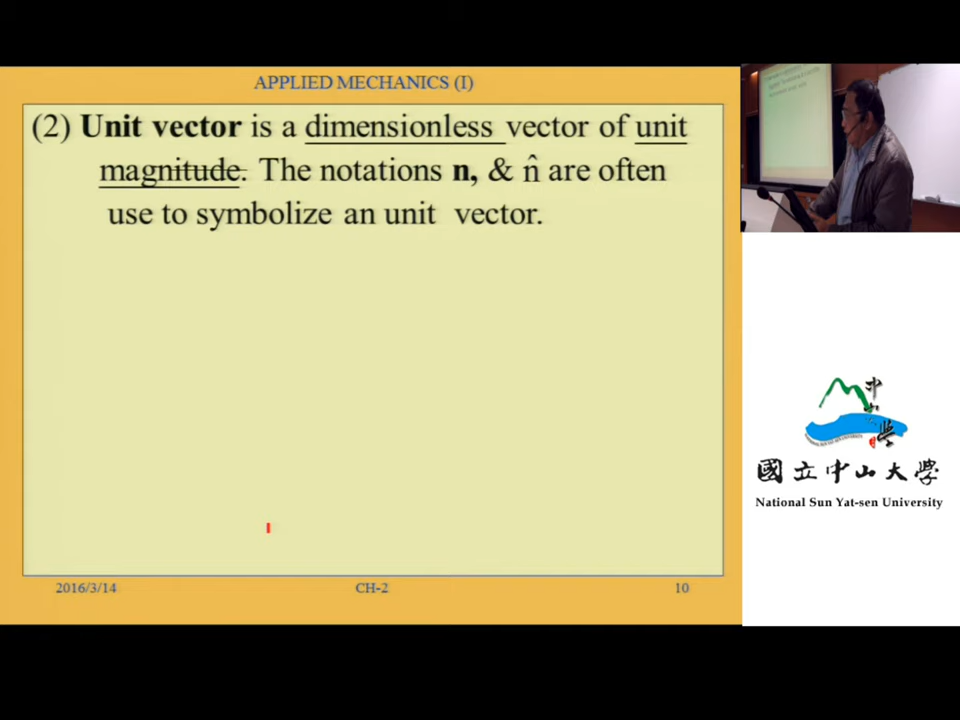 APPLIED MECHANICS (I)
(2) Unit vector is a dimensionless vector of unit
magnitude. The notations n, & n̂ are often
use to symbolize an unit vector.
2016/3/14
CH-2
10
國立中山大學
National Sun Yat-sen University